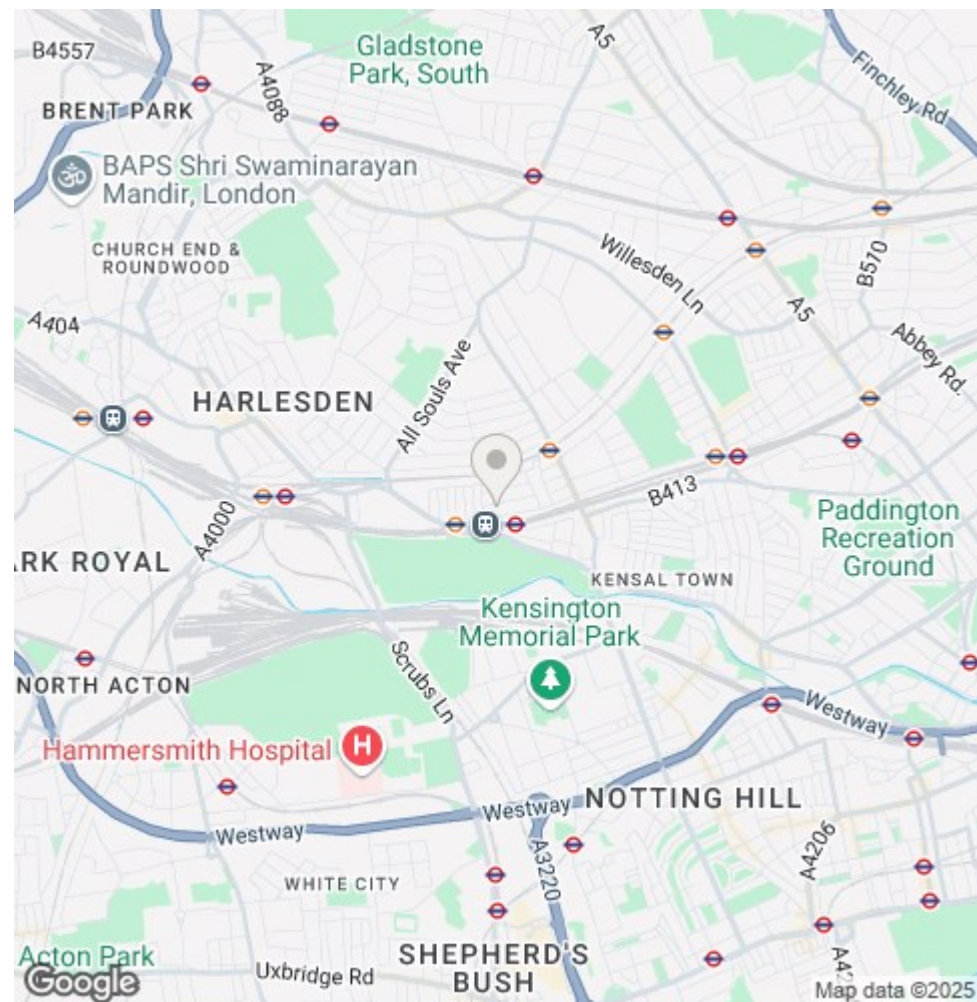 B4557
A4088
Gladstone
Park, South
A5
Finchley Rd
BRENT PARK
BAPS Shri Swaminarayan
Mandir, London
CHURCH END &
ROUNDWOOD
Willesden Ln
B510
A404
A5
Abbey Rd.
All Souls Ave
HARLESDEN
B413
A4000
Paddington
Recreation
Ground
ARK ROYAL
KENSAL TOWN
Kensington
Memorial Park
Scrubs Ln
NORTH ACTON
Westway
Hammersmith Hospital
H
Westway
NOTTING HILL
Westway
A3220
A4206
WHITE CITY
SHEPHERD'S
BUSH
Acton Park
Uxbridge Rd
A42
Google
Map data ©2025